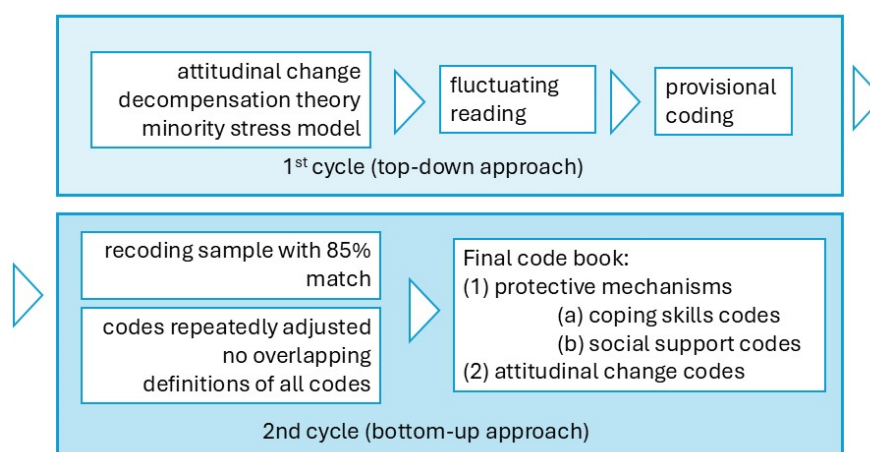 attitudinal change
decompensation theory
minority stress model
fluctuating
reading
provisional
coding
1st cycle (top-down approach)
recoding sample with 85%
match
codes repeatedly adjusted
no overlapping
definitions of all codes
Final code book:
(1) protective mechanisms
(a) coping skills codes
(b) social support codes
(2) attitudinal change codes
2nd cycle (bottom-up approach)